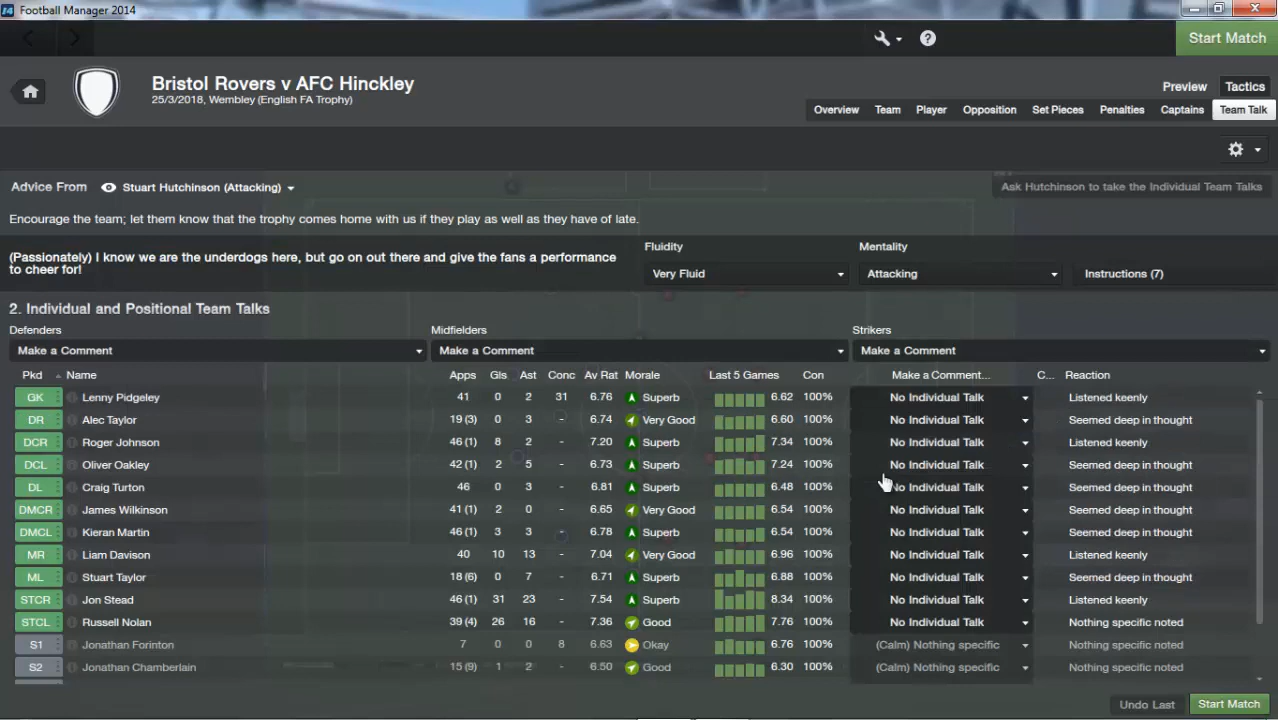 14 Football Manager 2014
Start Match
Bristol Rovers v AFC Hinckley
25/3/2018, Wembley (English FA Trophy)
Preview Tactics
Overview Team Player Opposition Set Pieces Penalties Captains Team Talk
Advice From Stuart Hutchinson (Attacking) Ask Hutchinson to take the Individual Team Talks
Encourage the team; let them know that the trophy comes home with us if they play as well as they have of late.
(Passionately) I know we are the underdogs here, but go on out there and give the fans a performance
to cheer for!
Fluidity Mentality
Very Fluid Attacking Instructions (7)
2. Individual and Positional Team Talks
Defenders Midfielders Strikers
Make a Comment Make a Comment Make a Comment
Pkd Name Apps Gls Ast Conc Av Rat Morale Last 5 Games Con Make a Comment... C... Reaction
GK Lenny Pidgeley 41 0 2 31 6.76 Superb 6.62 100% No Individual Talk Listened keenly
DR Alec Taylor 19 (3) 0 3 - 6.74 Very Good 6.60 100% No Individual Talk Seemed deep in thought
DCR Roger Johnson 46 (1) 8 2 - 7.20 Superb 7.34 100% No Individual Talk Listened keenly
DCL Oliver Oakley 42 (1) 2 5 - 6.73 Superb 7.24 100% No Individual Talk Seemed deep in thought
DL Craig Turton 46 0 3 - 6.81 Superb 6.48 100% No Individual Talk Seemed deep in thought
DMCR James Wilkinson 41 (1) 2 0 - 6.65 Very Good 6.54 100% No Individual Talk Seemed deep in thought
DMCL Kieran Martin 46 (1) 3 3 - 6.78 Superb 6.54 100% No Individual Talk Seemed deep in thought
MR Liam Davison 40 10 13 - 7.04 Very Good 6.96 100% No Individual Talk Listened keenly
ML Stuart Taylor 18 (6) 0 7 - 6.71 Superb 6.88 100% No Individual Talk Seemed deep in thought
STCR Jon Stead 46 (1) 31 23 - 7.54 Superb 8.34 100% No Individual Talk Listened keenly
STCL Russell Nolan 39 (4) 26 16 - 7.36 Good 7.76 100% No Individual Talk Nothing specific noted
S1 Jonathan Forinton 7 0 0 8 6.63 Okay 6.76 100% (Calm) Nothing specific Nothing specific noted
S2 Jonathan Chamberlain 15 (9) 1 2 - 6.50 Good 6.30 100% (Calm) Nothing specific Nothing specific noted
Undo Last Start Match